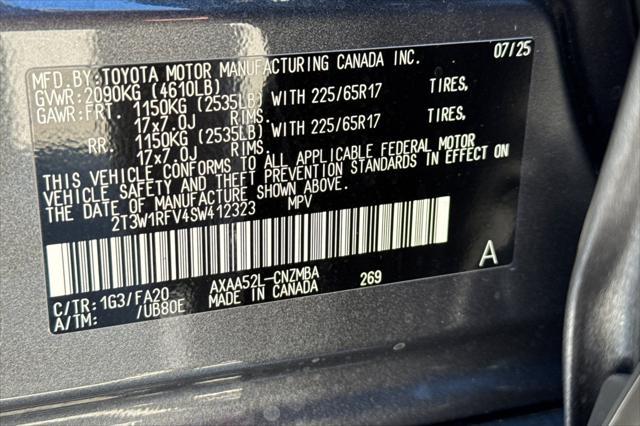 MFD.BY:TOYOTA MOTOR MANUFACTURING CANADA INC. 07/25
GVWR:2090KG (4610LB)
GAWR:FRT. 1150KG (2535LB) WITH 225/65R17 TIRES,
17x7.0J RIMS.
RR. 1150KG (2535LB) WITH 225/65R17 TIRES,
17x7.0J RIMS.
THIS VEHICLE CONFORMS TO ALL APPLICABLE FEDERAL MOTOR
VEHICLE SAFETY AND THEFT PREVENTION STANDARDS IN EFFECT ON
THE DATE OF MANUFACTURE SHOWN ABOVE.
2T3W1RFV4SW412323 MPV
C/TR:1G3/FA20 AXAA52L-CNZMBA 269 A
A/TM: /UB80E MADE IN CANADA